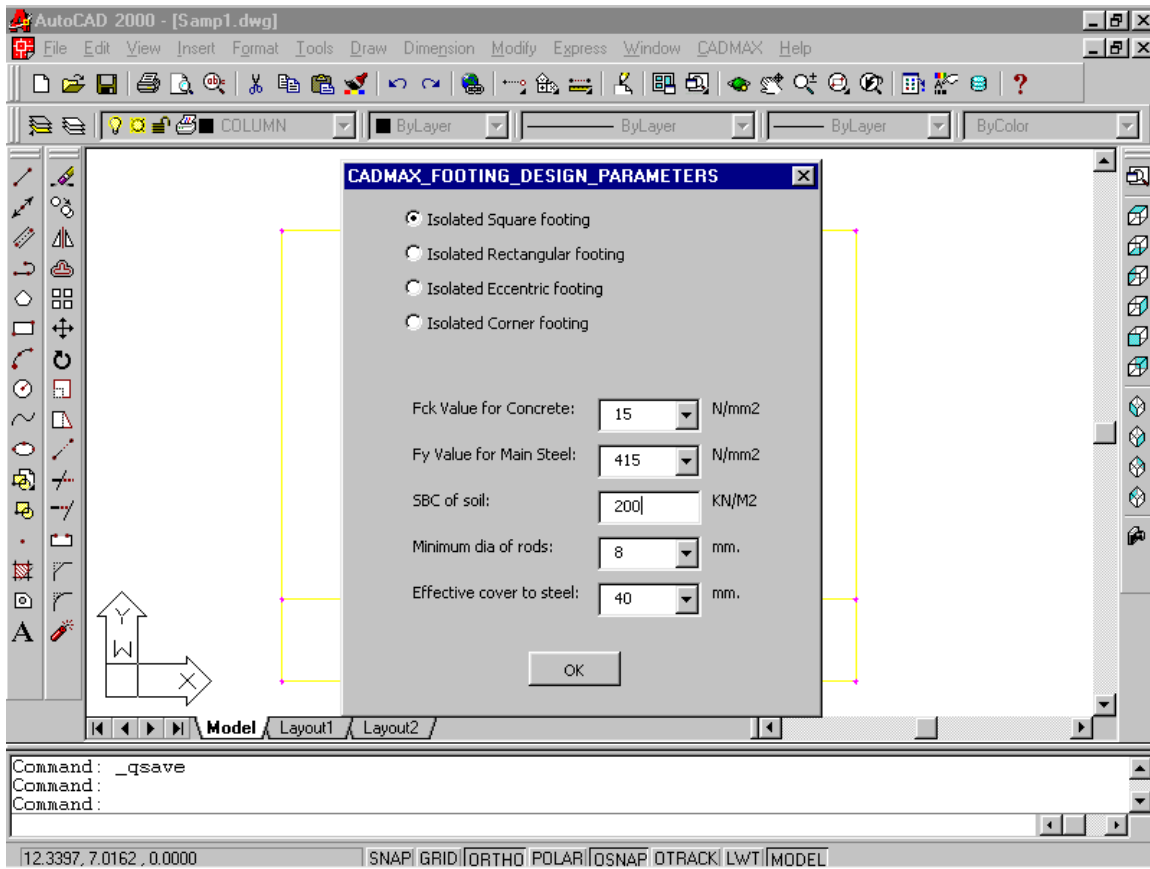 AutoCAD 2000 - [Samp1.dwg]
File Edit View Insert Format Tools Draw Dimension Modify Express Window CADMAX Help
COLUMN ByLayer ByLayer ByLayer ByColor
CADMAX_FOOTING_DESIGN_PARAMETERS
Isolated Square footing
Isolated Rectangular footing
Isolated Eccentric footing
Isolated Corner footing
Fck Value for Concrete: 15 N/mm2
Fy Value for Main Steel: 415 N/mm2
SBC of soil: 200 KN/M2
Minimum dia of rods: 8 mm.
Effective cover to steel: 40 mm.
OK
Y
W
X
A
Model Layout1 Layout2
Command: _qsave
Command:
Command:
12.3397, 7.0162 , 0.0000 SNAP GRID ORTHO POLAR OSNAP OTRACK LWT MODEL